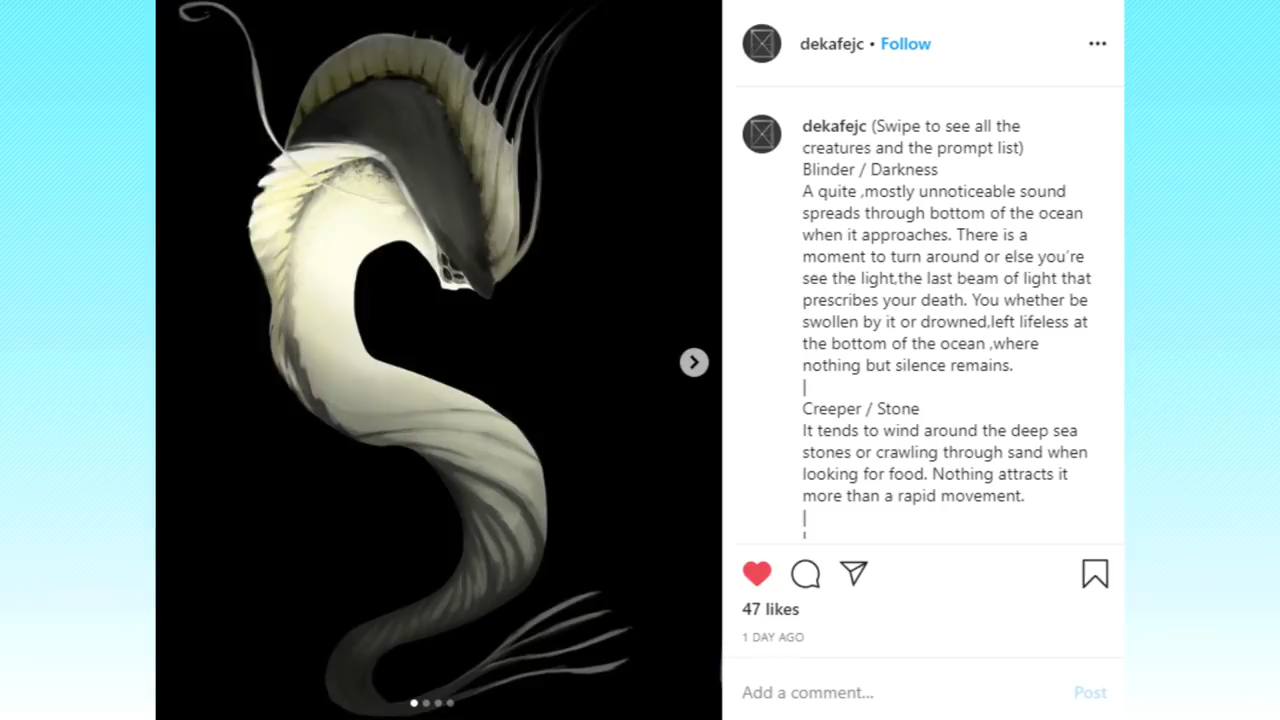 dekafejc • Follow
dekafejc (Swipe to see all the
creatures and the prompt list)
Blinder / Darkness
A quite ,mostly unnoticeable sound
spreads through bottom of the ocean
when it approaches. There is a
moment to turn around or else you're
see the light,the last beam of light that
prescribes your death. You whether be
swollen by it or drowned,left lifeless at
the bottom of the ocean ,where
nothing but silence remains.
|
Creeper / Stone
It tends to wind around the deep sea
stones or crawling through sand when
looking for food. Nothing attracts it
more than a rapid movement.
|
47 likes
1 DAY AGO
Add a comment...
Post